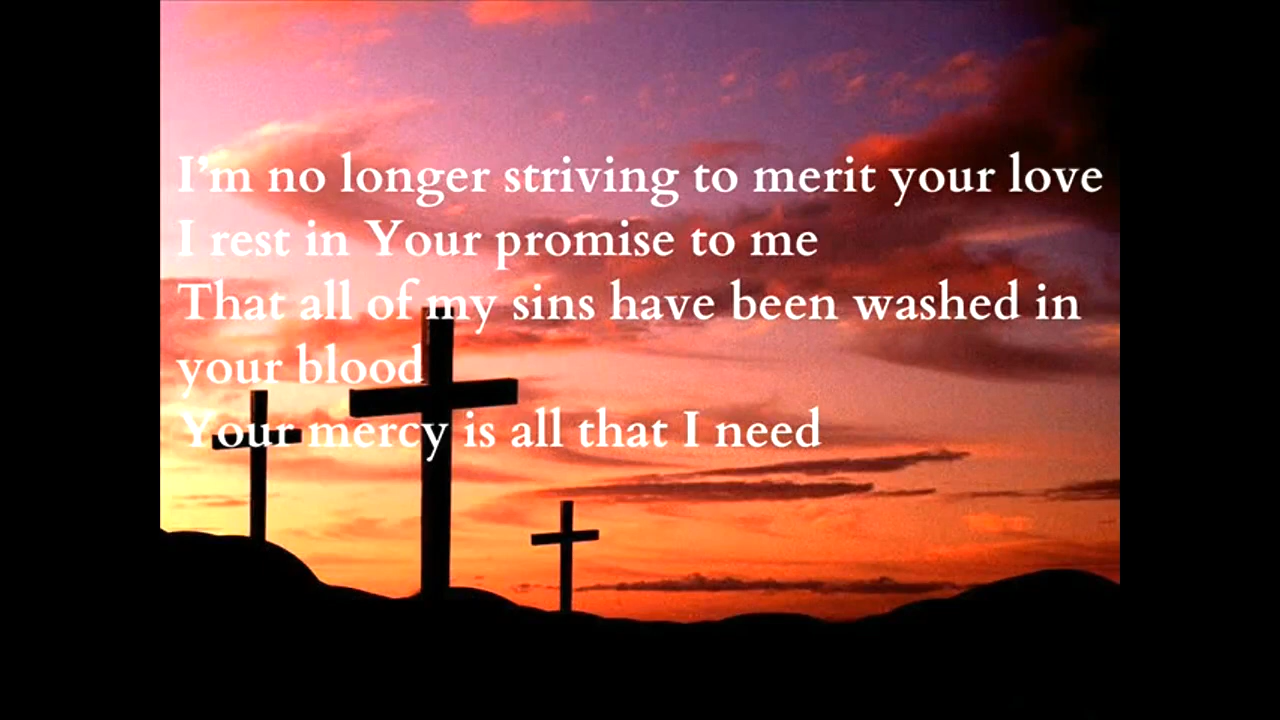 I'm no longer striving to merit your love
I rest in Your promise to me
That all of my sins have been washed in
your blood
Your mercy is all that I need